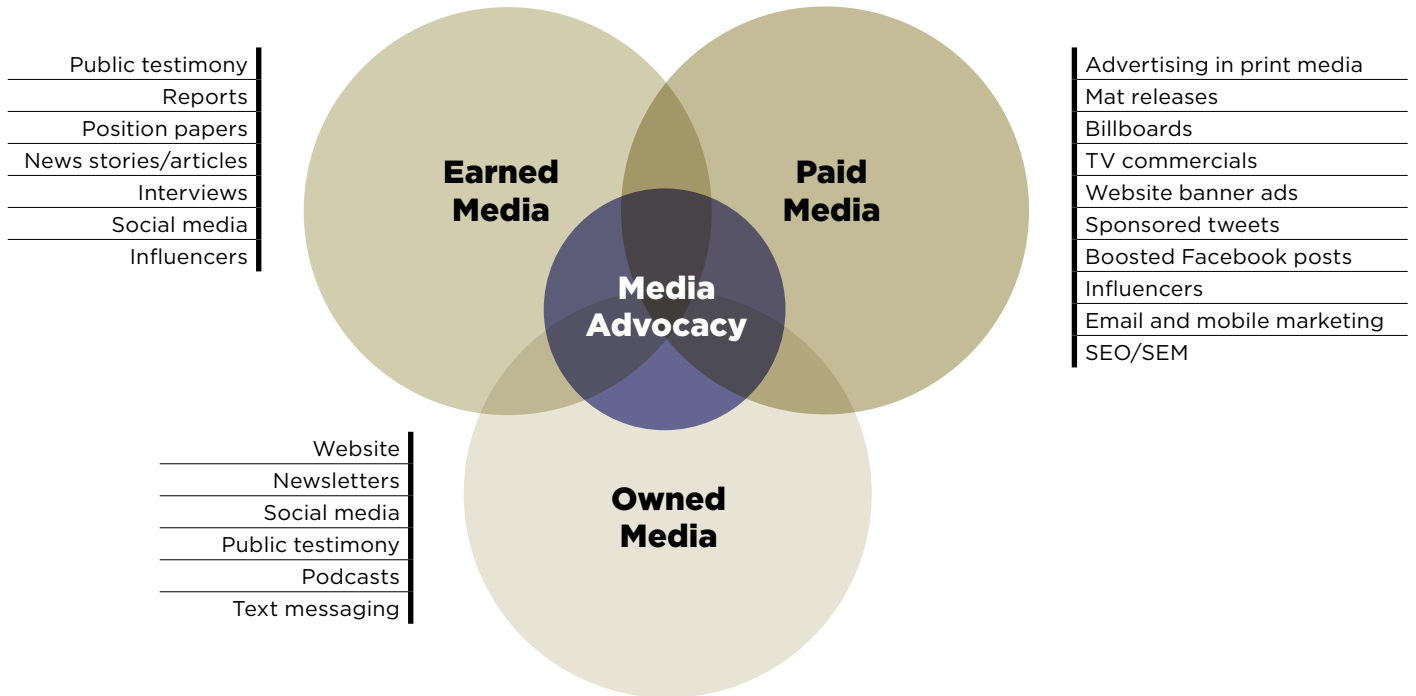 Public testimony
Reports
Position papers
News stories/articles
Interviews
Social media
Influencers
Earned
Media
Paid
Media
Advertising in print media
Mat releases
Billboards
TV commercials
Website banner ads
Sponsored tweets
Boosted Facebook posts
Influencers
Email and mobile marketing
SEO/SEM
Media
Advocacy
Website
Newsletters
Social media
Public testimony
Podcasts
Text messaging
Owned
Media